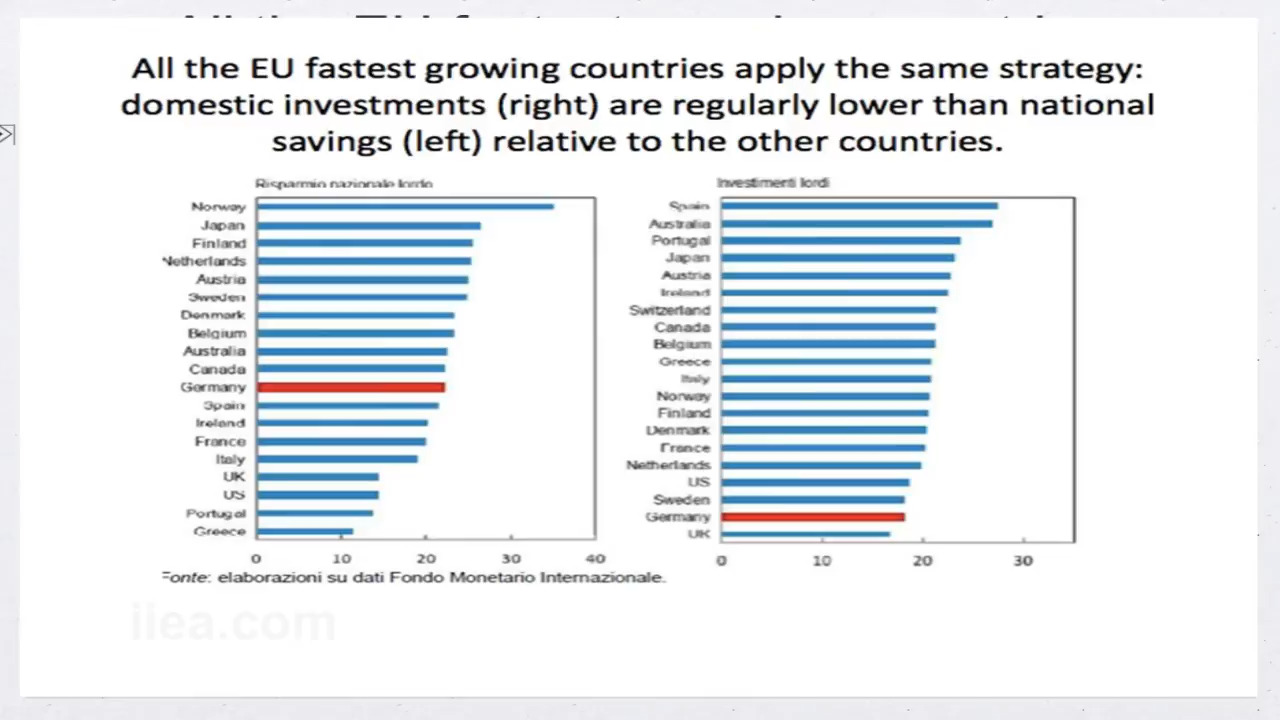 All the EU fastest growing countries apply the same strategy:
domestic investments (right) are regularly lower than national
savings (left) relative to the other countries.
Risparmio nazionale lordo
Norway
Japan
Finland
Netherlands
Austria
Sweden
Denmark
Belgium
Australia
Canada
Germany
Spain
Ireland
France
Italy
UK
US
Portugal
Greece
0 10 20 30 40
Investimenti lordi
Spain
Australia
Portugal
Japan
Austria
Ireland
Switzerland
Canada
Belgium
Greece
Italy
Norway
Finland
Denmark
France
Netherlands
US
Sweden
Germany
UK
0 10 20 30
Fonte: elaborazioni su dati Fondo Monetario Internazionale.
ilea.com